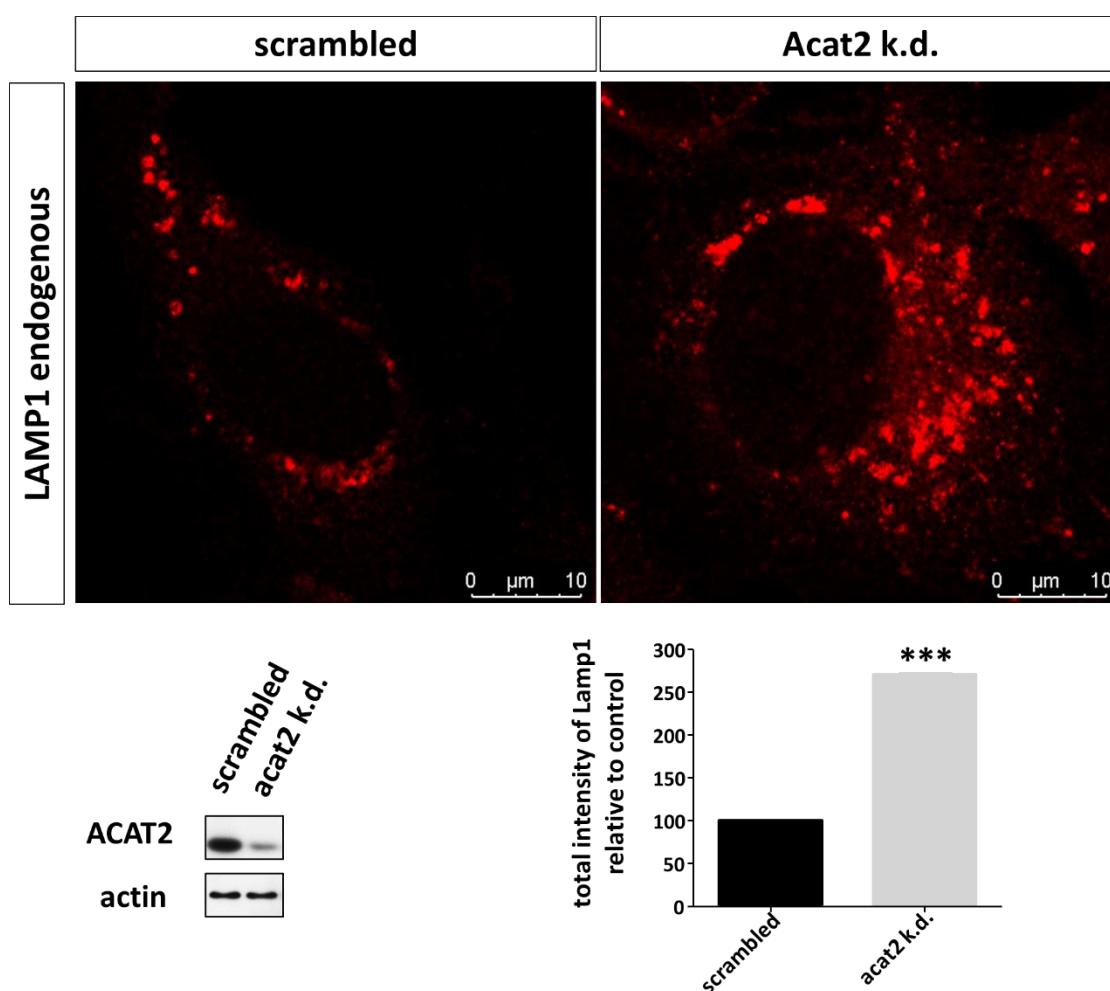 scrambled
Acat2 k.d.
LAMP1 endogenous
0 µm 10
0 µm 10
scrambled
acat2 k.d.
ACAT2
actin
total intensity of Lamp1
relative to control
300
250
200
150
100
50
0
***
scrambled
acat2 k.d.